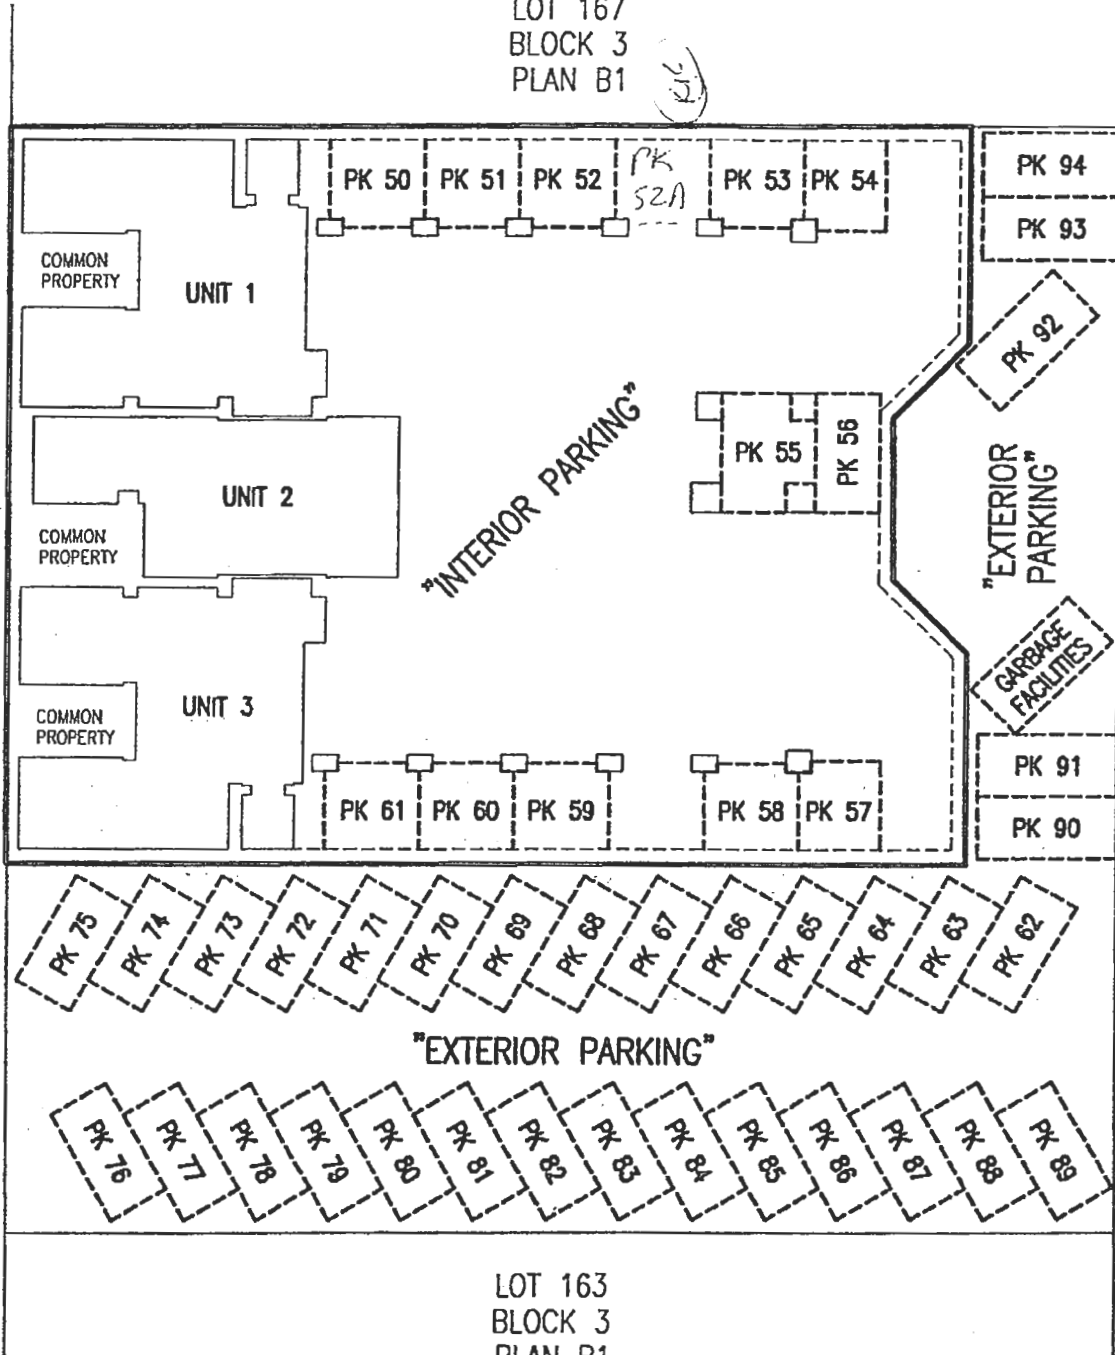 LOT 167
BLOCK 3
PLAN B1
PK 50
PK 51
PK 52
PK
52A
PK 53
PK 54
PK 94
PK 93
COMMON
PROPERTY
UNIT 1
PK 92
"INTERIOR PARKING"
PK 55
PK 56
UNIT 2
"EXTERIOR
PARKING"
COMMON
PROPERTY
GARBAGE
FACILITIES
UNIT 3
COMMON
PROPERTY
PK 91
PK 61
PK 60
PK 59
PK 58
PK 57
PK 90
PK 75
PK 74
PK 73
PK 72
PK 71
PK 70
PK 69
PK 68
PK 67
PK 66
PK 65
PK 64
PK 63
PK 62
"EXTERIOR PARKING"
PK 76
PK 77
PK 78
PK 79
PK 80
PK 81
PK 82
PK 83
PK 84
PK 85
PK 86
PK 87
PK 88
PK 89
LOT 163
BLOCK 3
PLAN B1